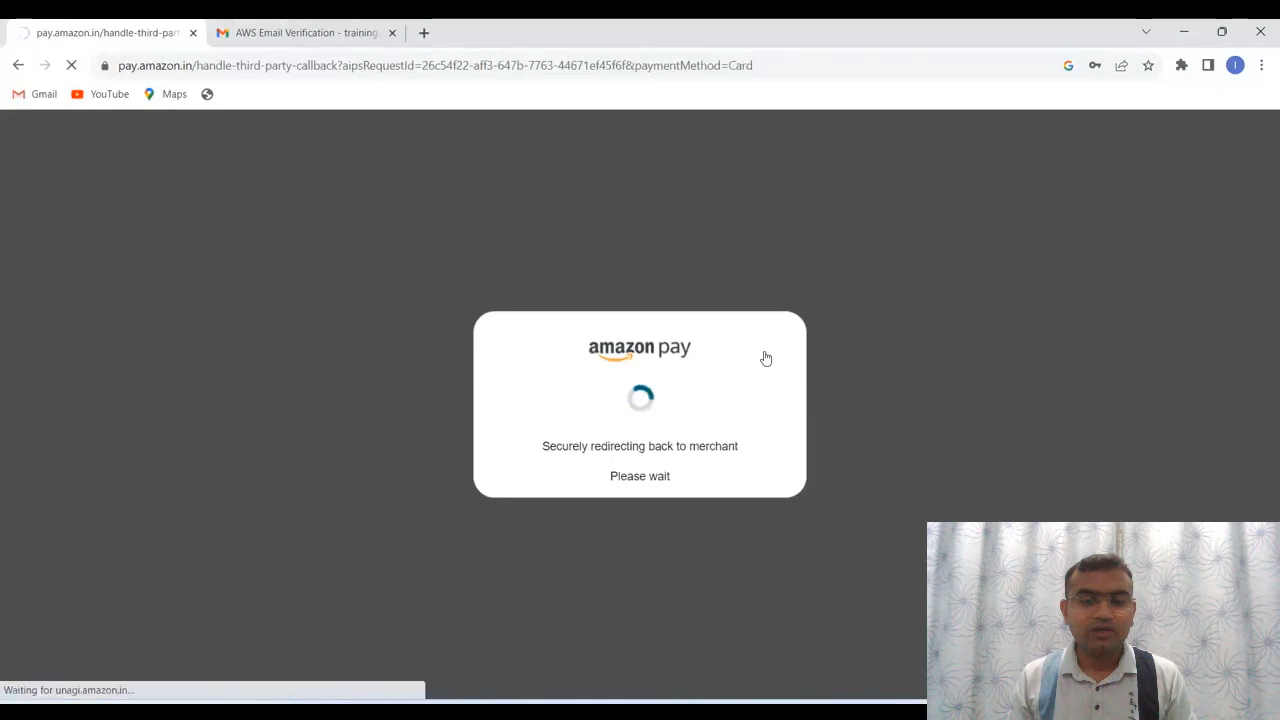 pay.amazon.in/handle-third-part
AWS Email Verification - training.
pay.amazon.in/handle-third-party-callback?aipsRequestId=26c54f22-aff3-647b-7763-44671ef45f6f8&paymentMethod=Card
Gmail YouTube Maps
amazon pay
Securely redirecting back to merchant
Please wait
Waiting for unagi.amazon.in...